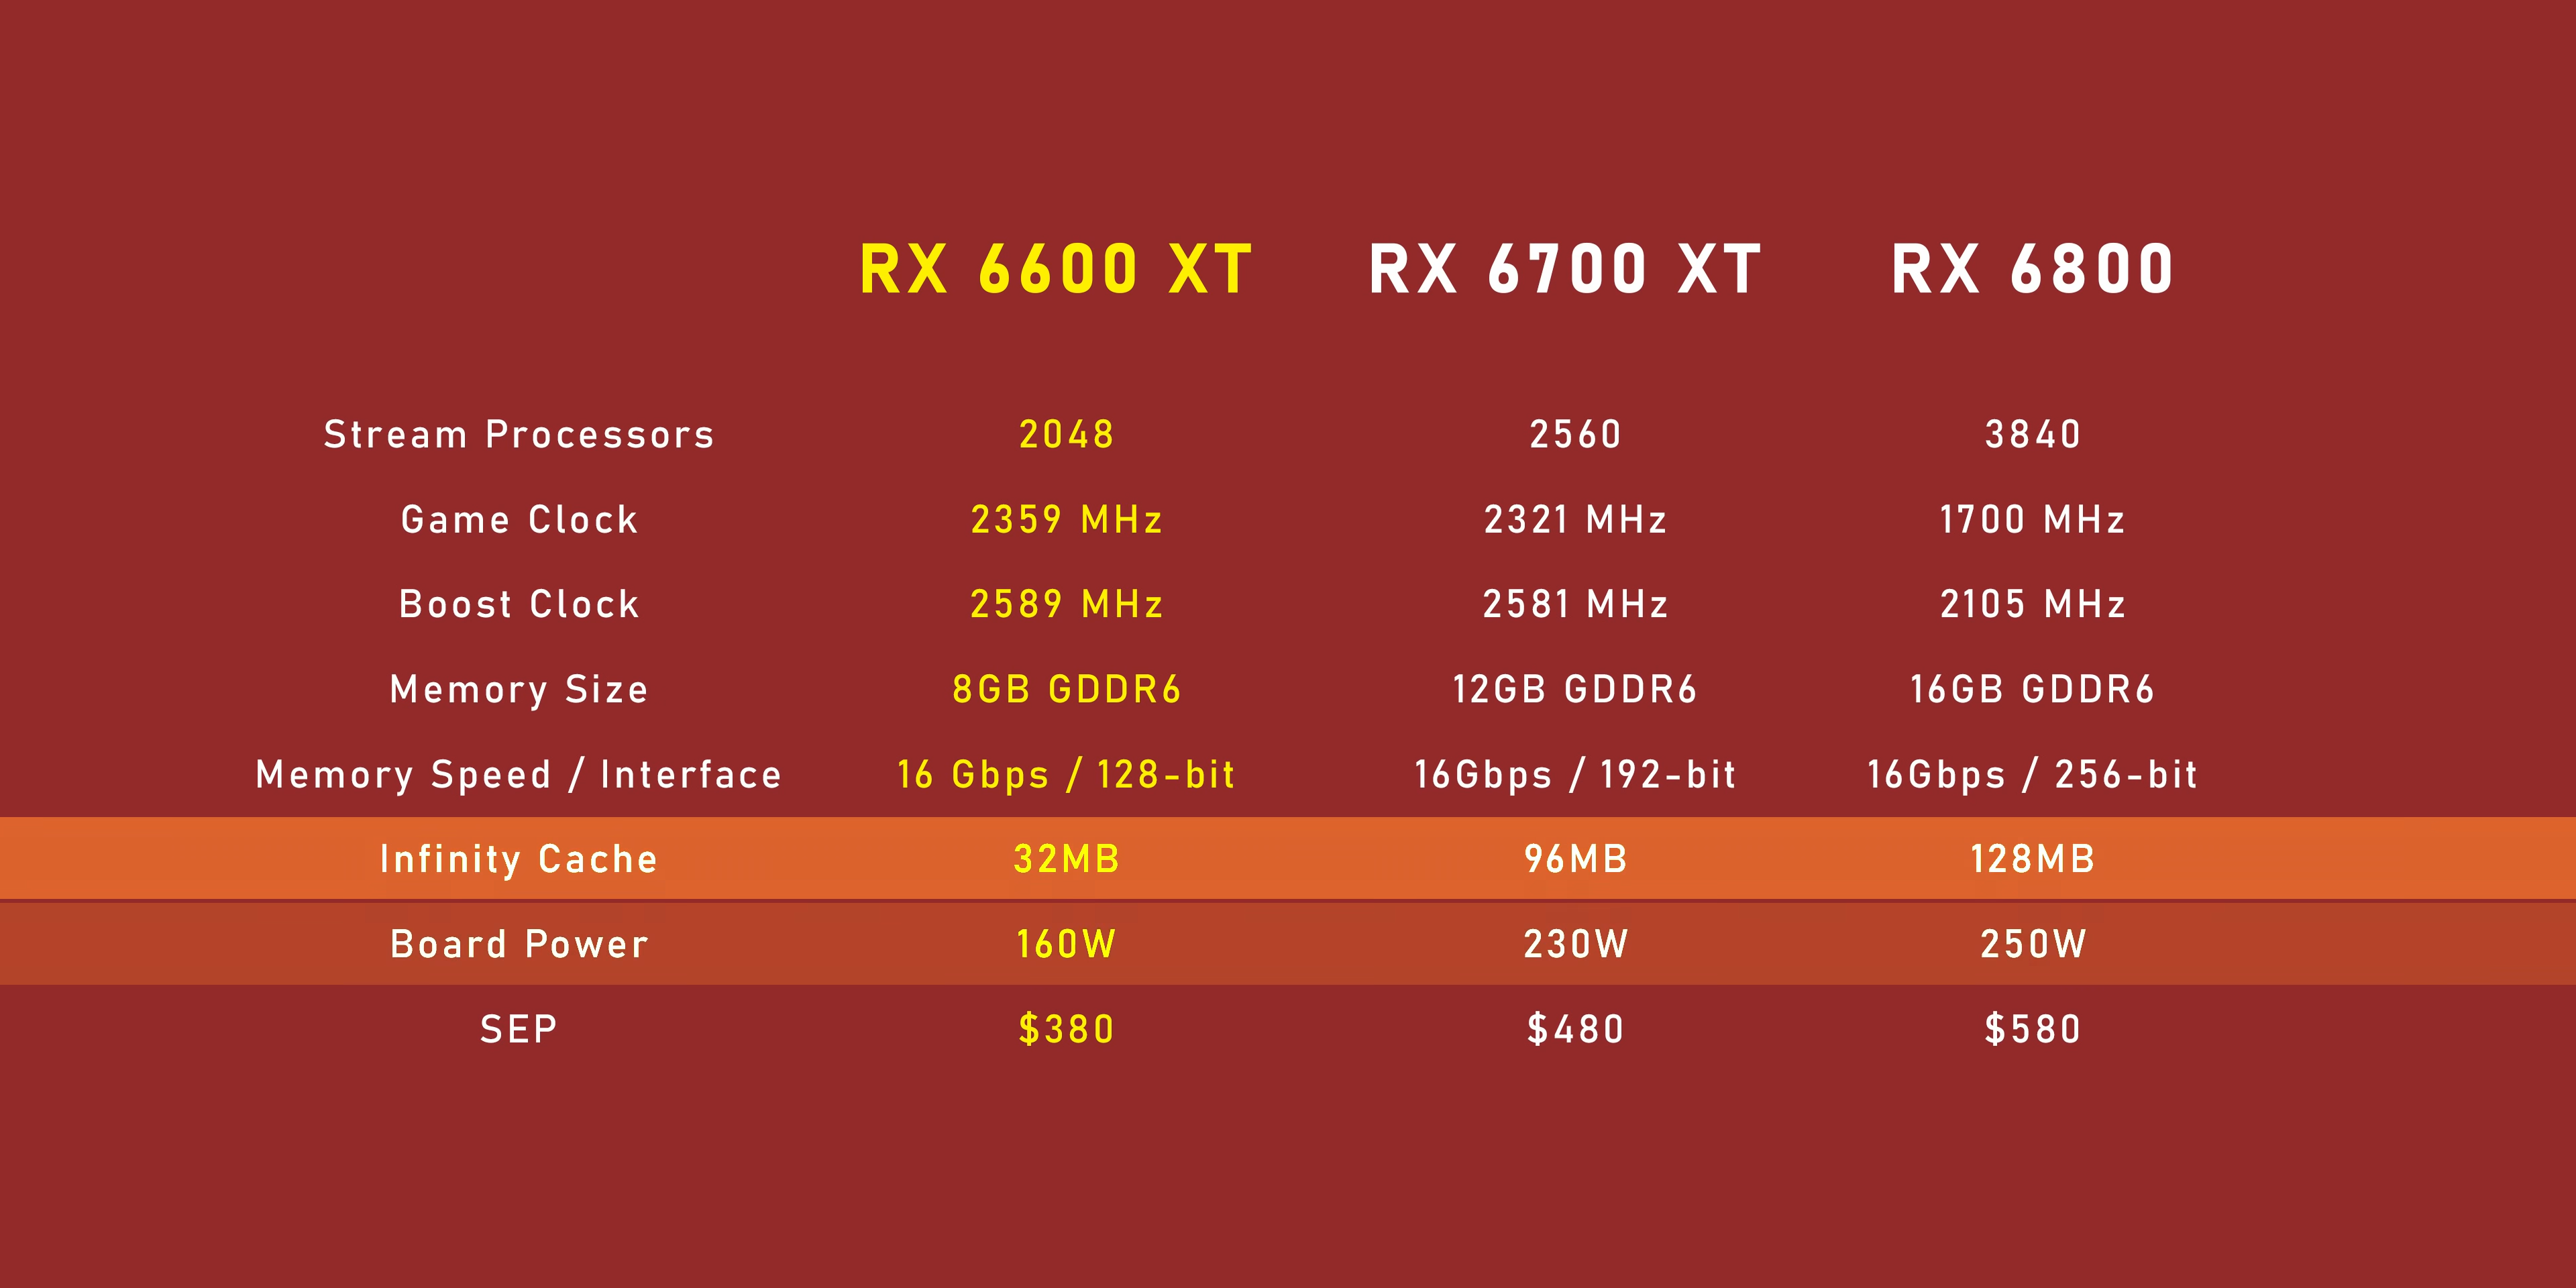 RX 6600 XT RX 6700 XT RX 6800
Stream Processors 2048 2560 3840
Game Clock 2359 MHz 2321 MHz 1700 MHz
Boost Clock 2589 MHz 2581 MHz 2105 MHz
Memory Size 8GB GDDR6 12GB GDDR6 16GB GDDR6
Memory Speed / Interface 16 Gbps / 128-bit 16Gbps / 192-bit 16Gbps / 256-bit
Infinity Cache 32MB 96MB 128MB
Board Power 160W 230W 250W
SEP $380 $480 $580